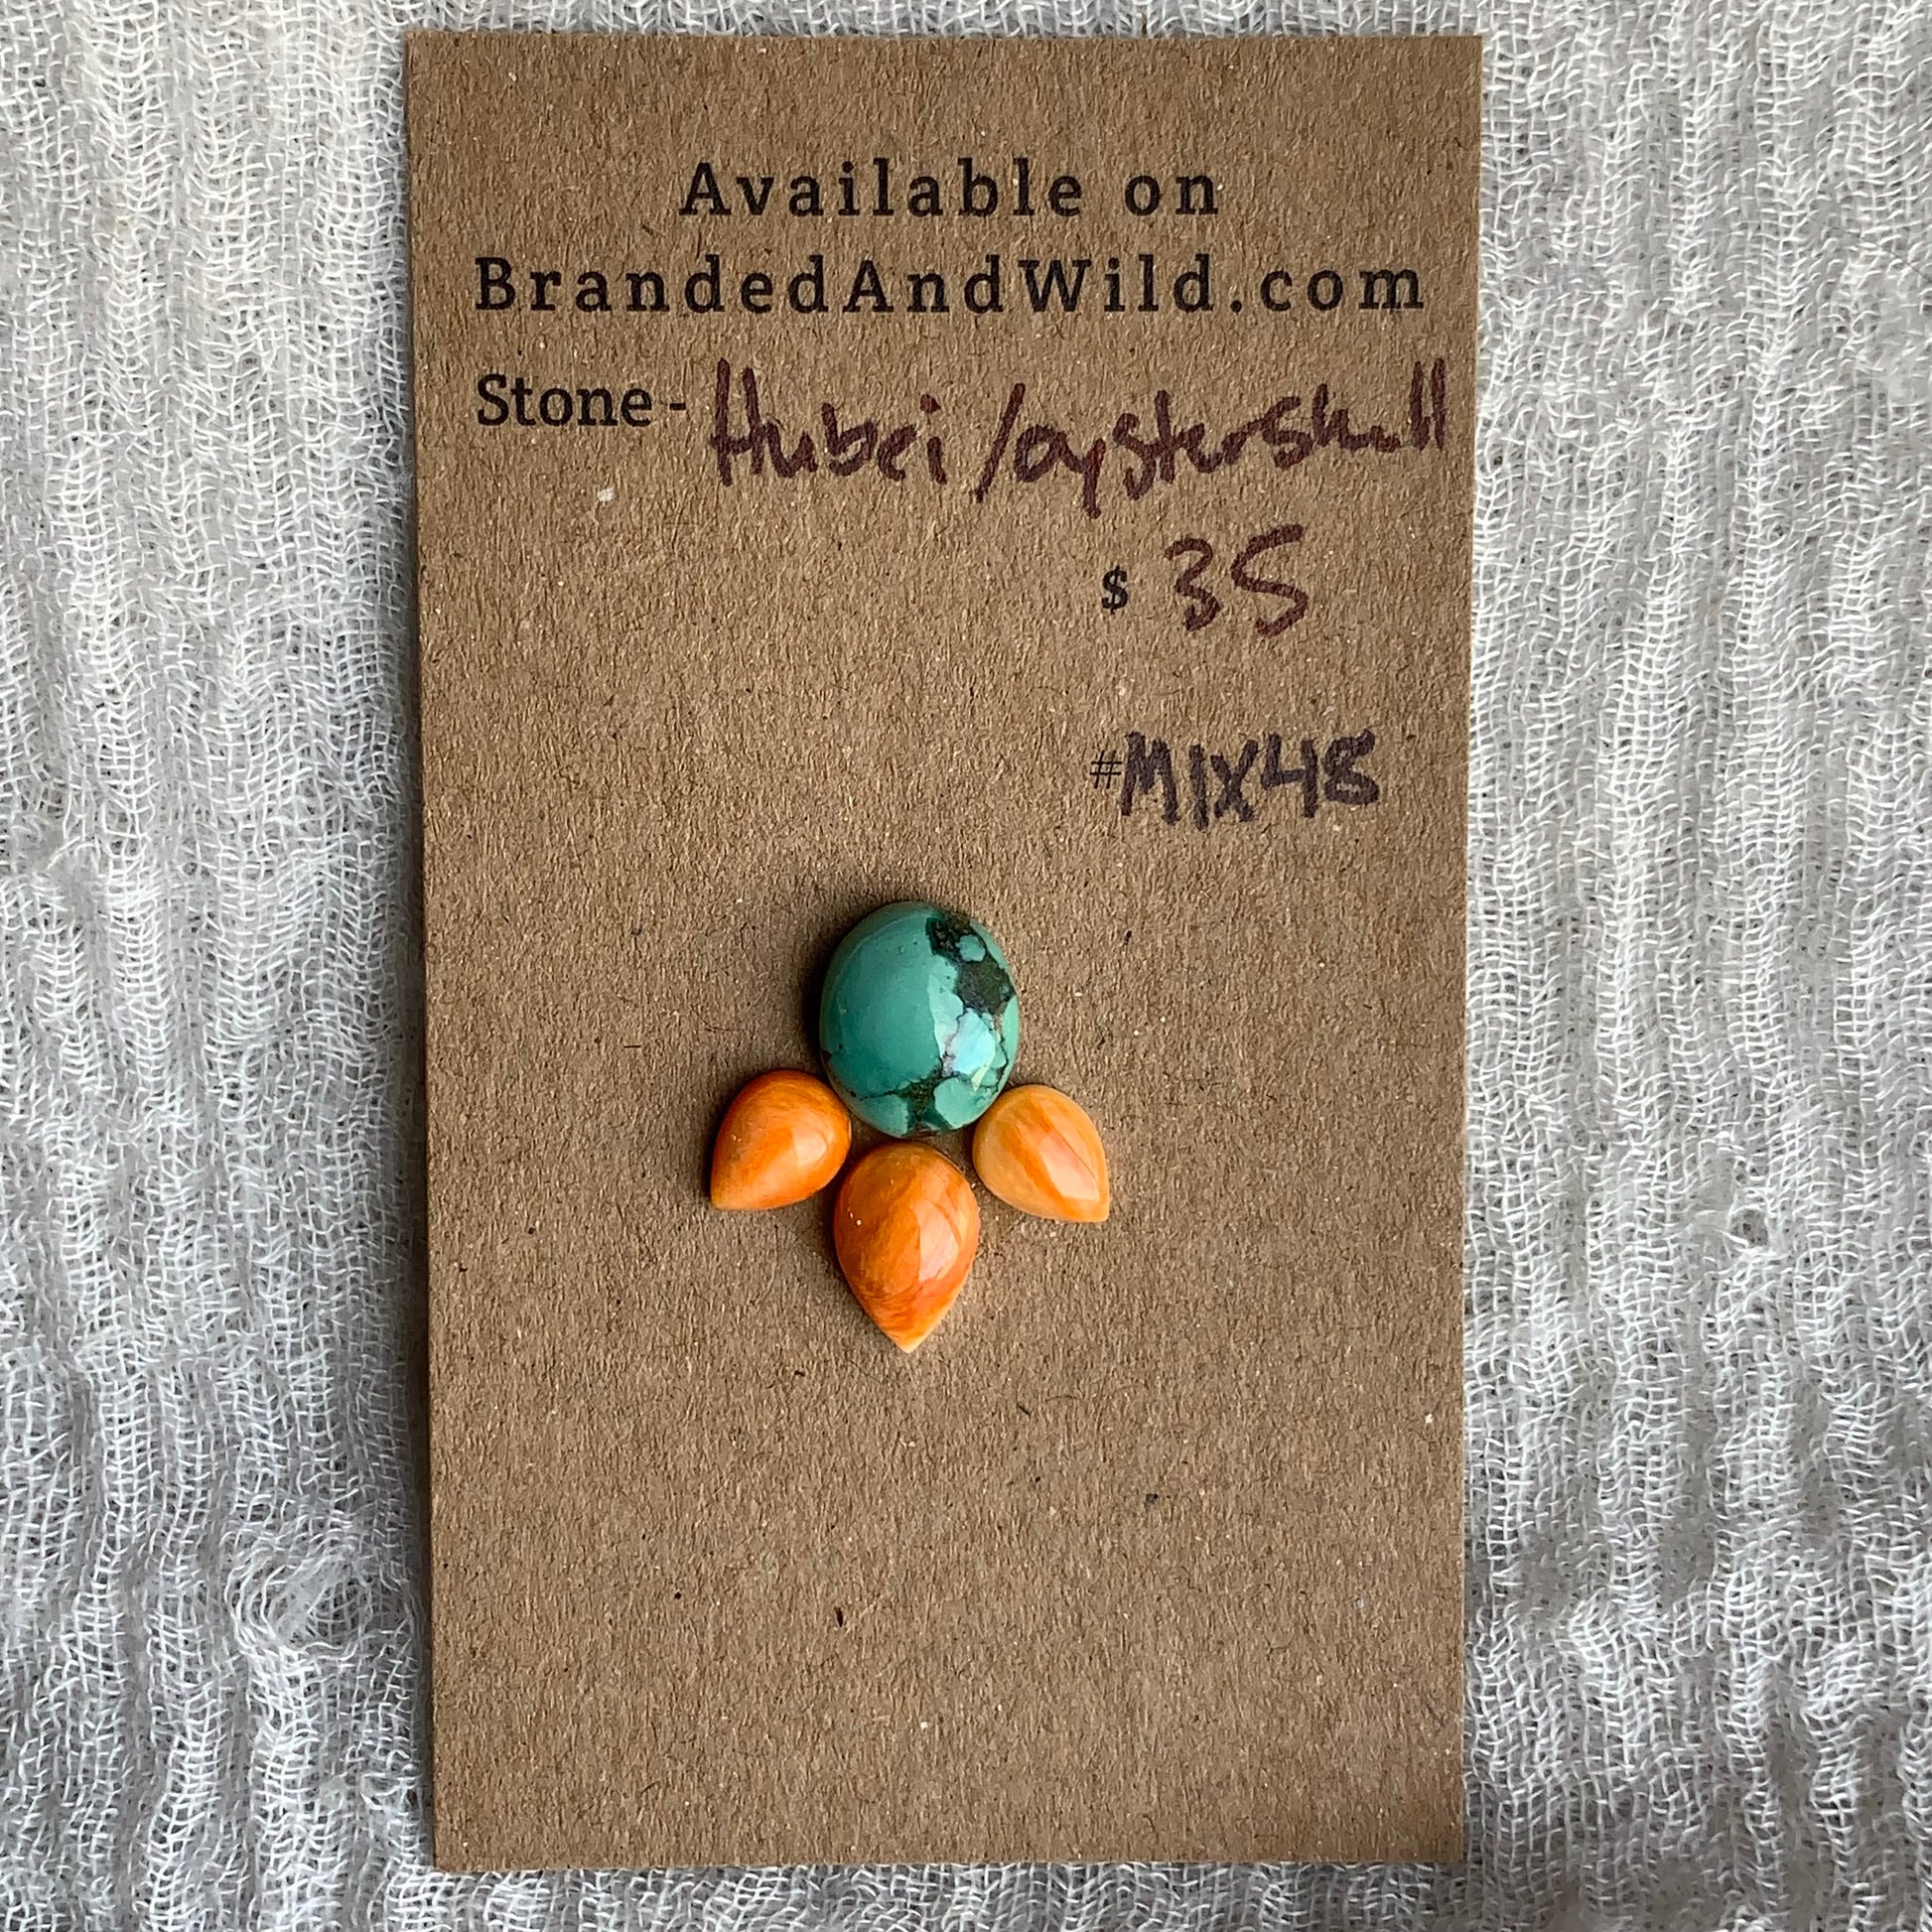 Available on
BrandedAndWild.com
Stone - Hubei/oystershell
$ 35
#MIX48